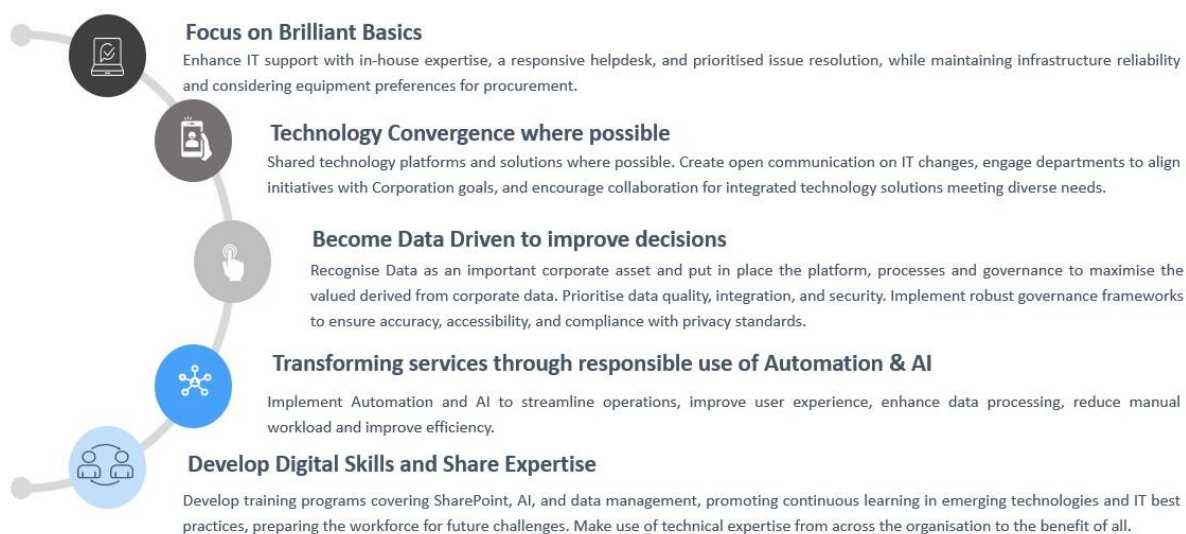 Focus on Brilliant Basics
Enhance IT support with in-house expertise, a responsive helpdesk, and prioritised issue resolution, while maintaining infrastructure reliability
and considering equipment preferences for procurement.
Technology Convergence where possible
Shared technology platforms and solutions where possible. Create open communication on IT changes, engage departments to align
initiatives with Corporation goals, and encourage collaboration for integrated technology solutions meeting diverse needs.
Become Data Driven to improve decisions
Recognise Data as an important corporate asset and put in place the platform, processes and governance to maximise the
valued derived from corporate data. Prioritise data quality, integration, and security. Implement robust governance frameworks
to ensure accuracy, accessibility, and compliance with privacy standards.
Transforming services through responsible use of Automation & AI
Implement Automation and AI to streamline operations, improve user experience, enhance data processing, reduce manual
workload and improve efficiency.
Develop Digital Skills and Share Expertise
Develop training programs covering SharePoint, AI, and data management, promoting continuous learning in emerging technologies and IT best
practices, preparing the workforce for future challenges. Make use of technical expertise from across the organisation to the benefit of all.